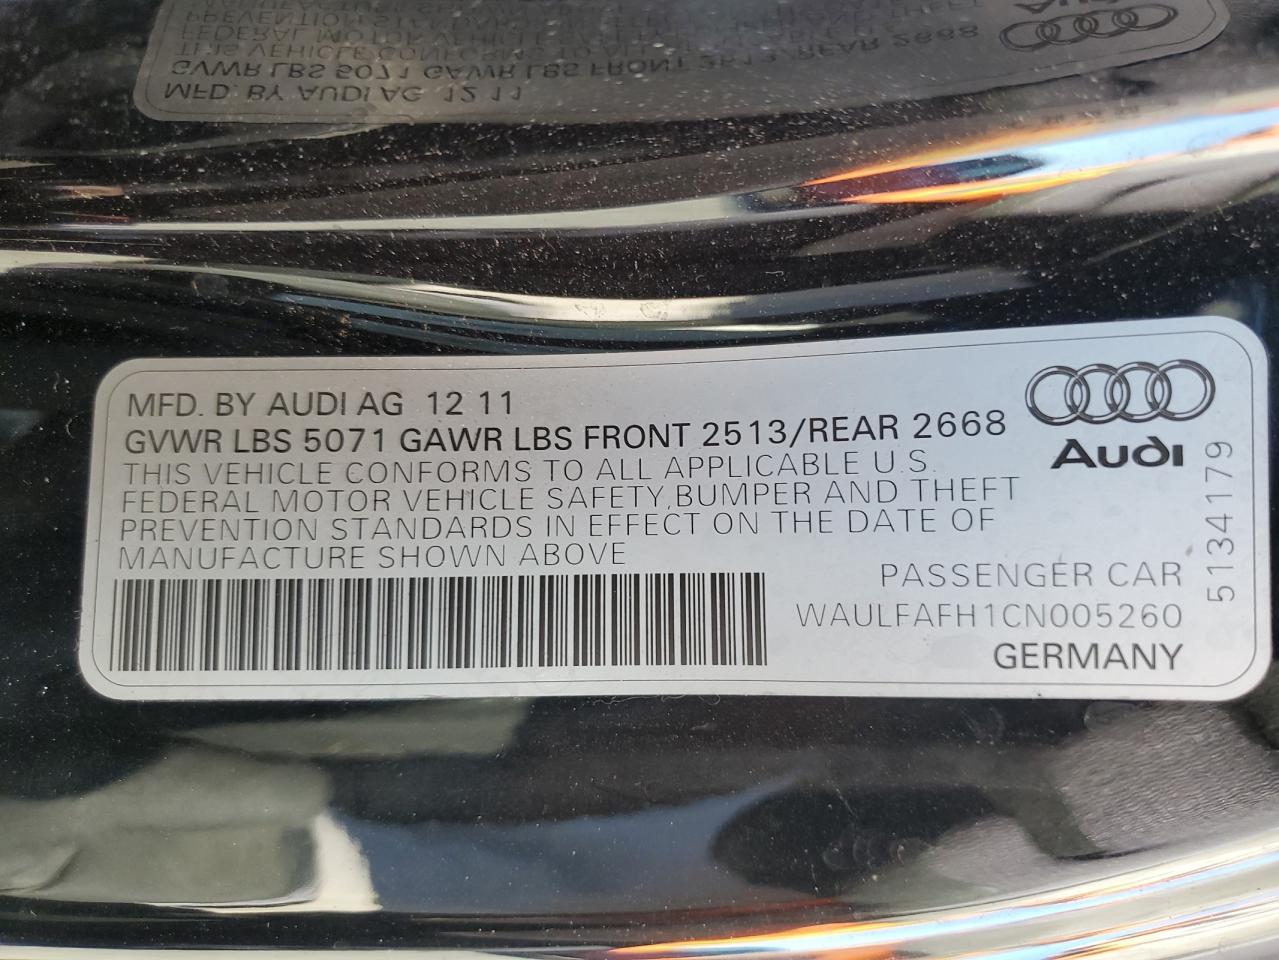 MFD. BY AUDI AG 12 11
GVWR LBS 5071 GAWR LBS FRONT 2513/REAR 2668
THIS VEHICLE CONFORMS TO ALL APPLICABLE U.S.
FEDERAL MOTOR VEHICLE SAFETY, BUMPER AND THEFT
PREVENTION STANDARDS IN EFFECT ON THE DATE OF
MANUFACTURE SHOWN ABOVE
Audi
5134179
PASSENGER CAR
WAULFAFH1CN005260
GERMANY